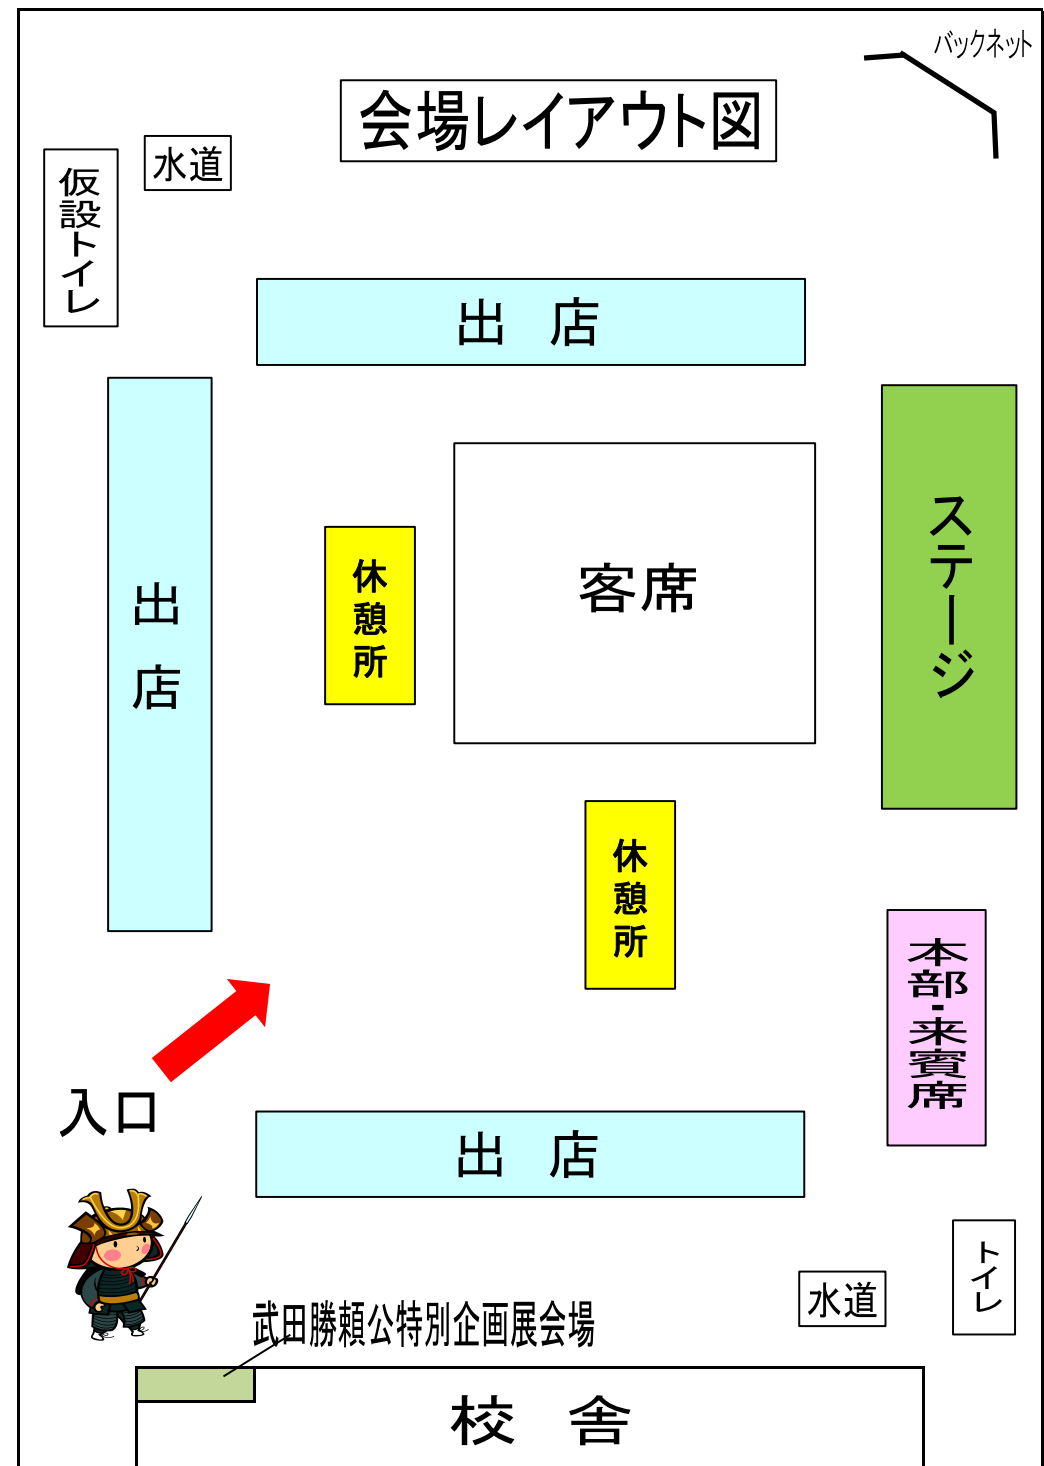 バックネット
会場レイアウト図
水道
仮設トイレ
出 店
出店
休憩所
客席
ステージ
休憩所
本部・来賓席
入口
出 店
トイレ
水道
武田勝頼公特別企画展会場
校 舎